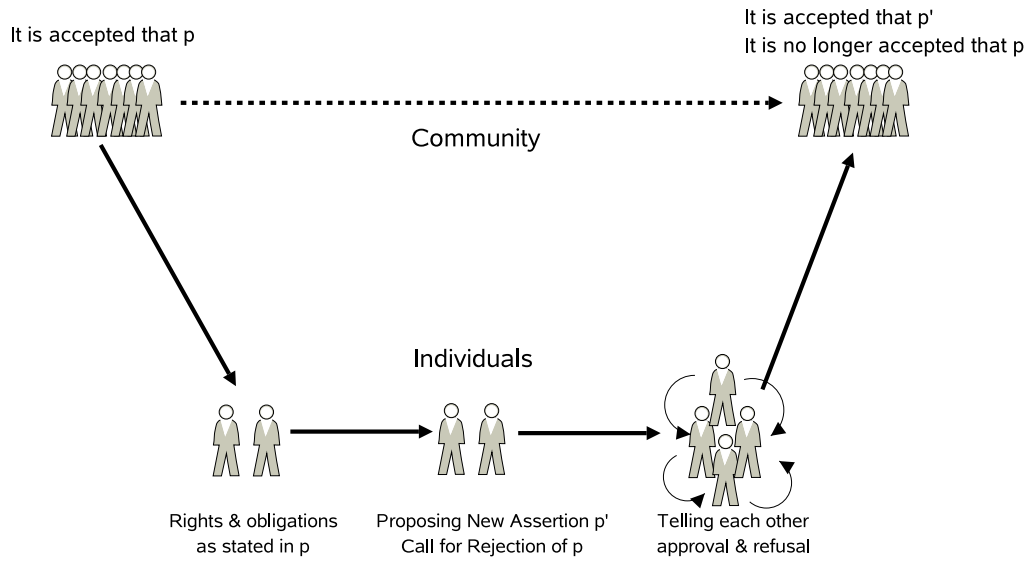 It is accepted that p
It is accepted that p'
It is no longer accepted that p
Community
Individuals
Rights & obligations
as stated in p
Proposing New Assertion p'
Call for Rejection of p
Telling each other
approval & refusal